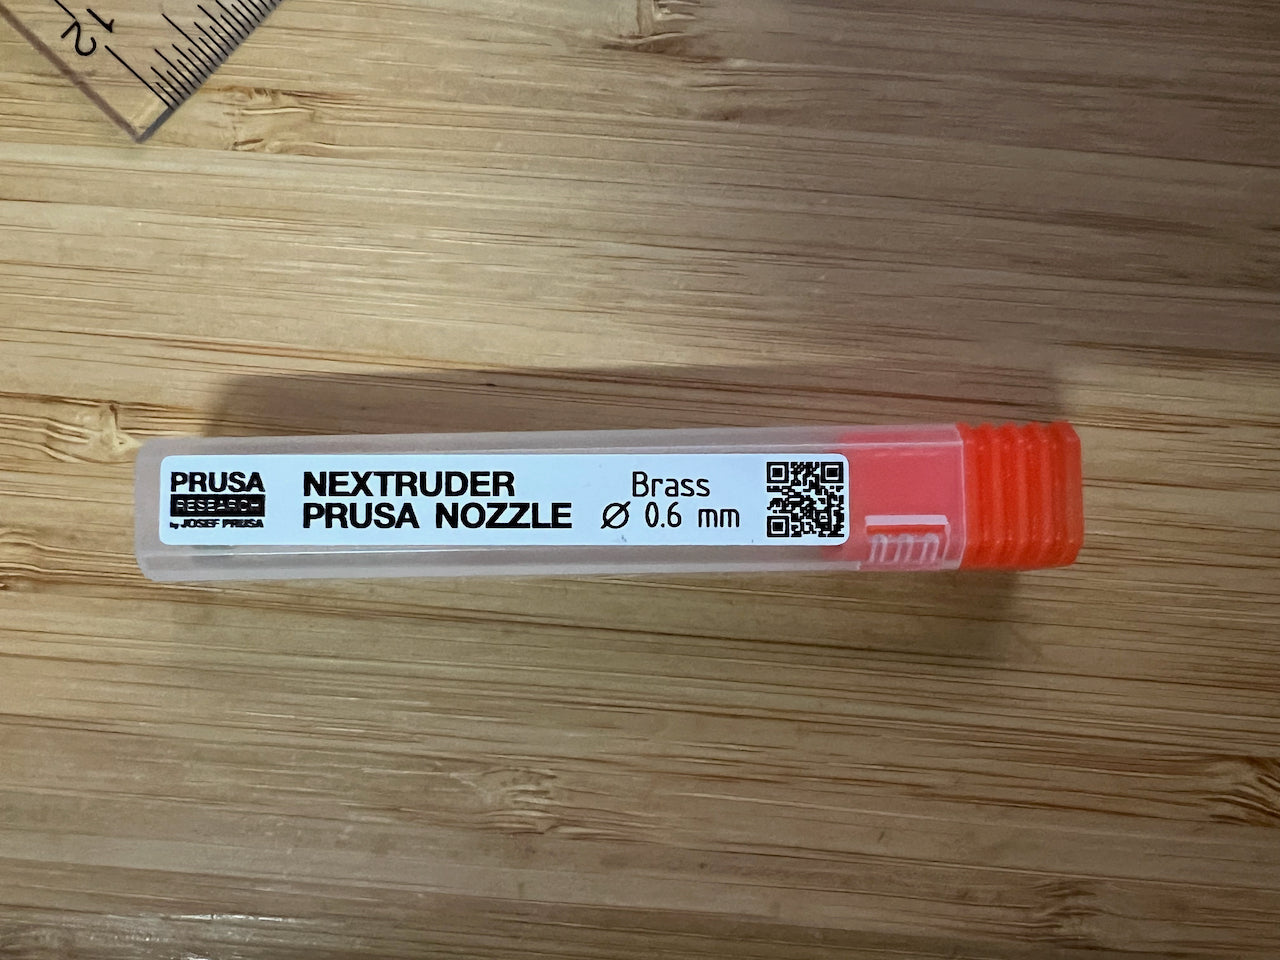 12
PRUSA
RESEARCH
by JOSEF PRUSA
NEXTRUDER
PRUSA NOZZLE
Brass
Ø 0.6 mm